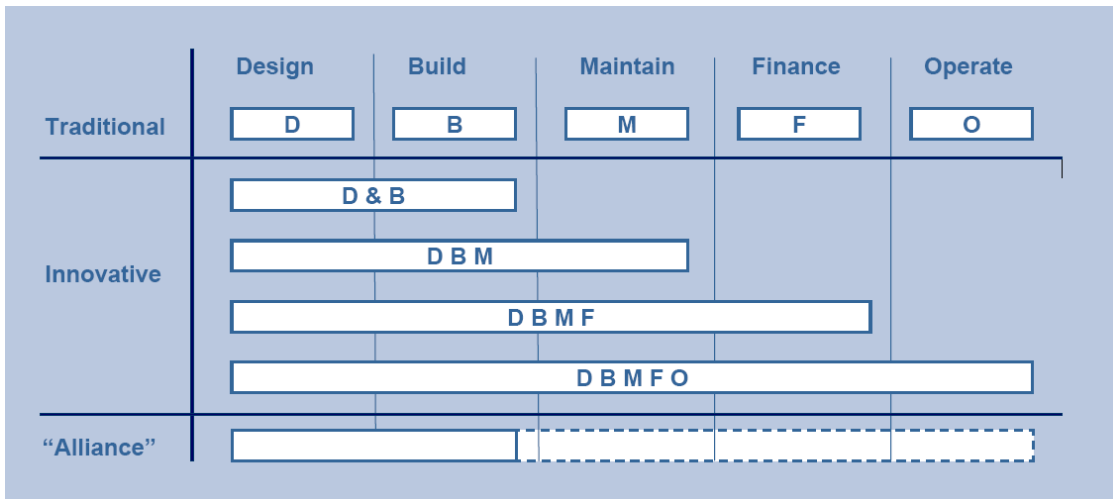 Design Build Maintain Finance Operate
Traditional D B M F O
D & B
D B M
Innovative
D B M F
D B M F O
“Alliance”